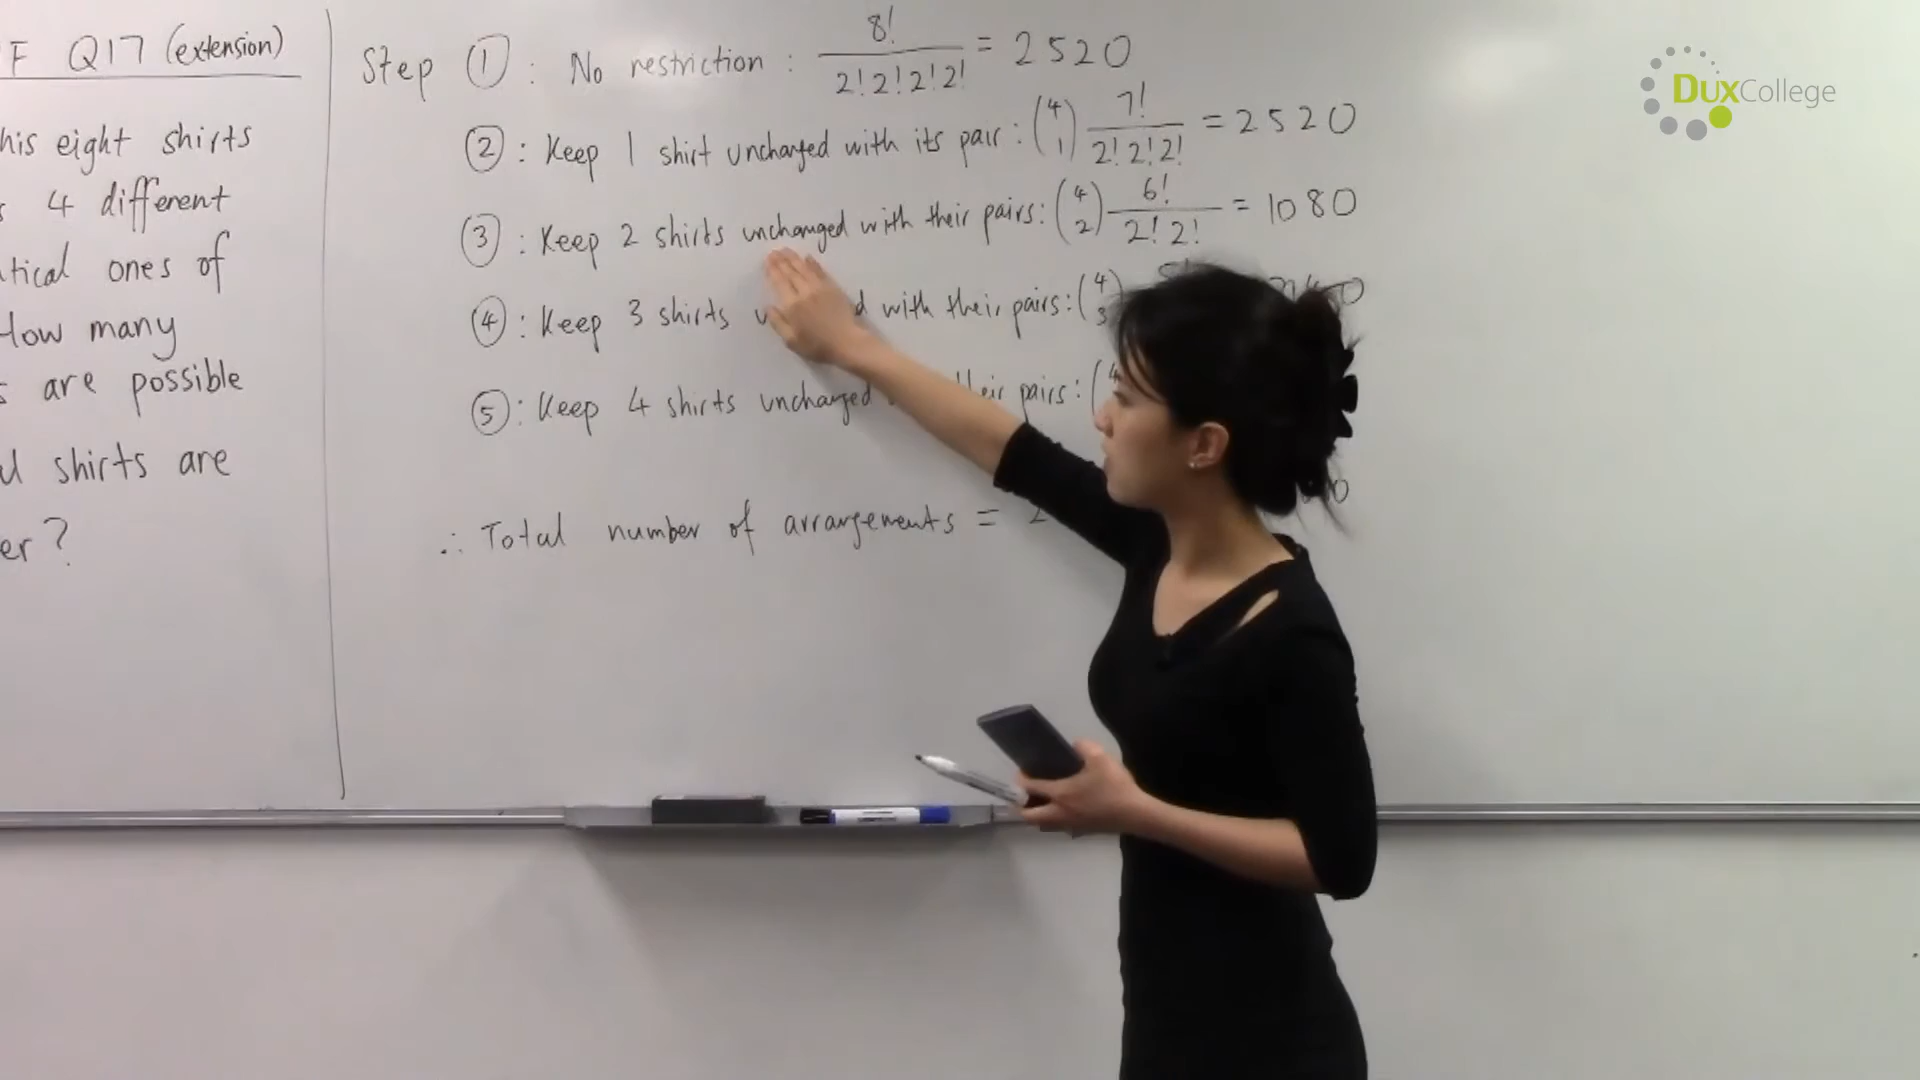 F Q17 (extension)
his eight shirts
4 different
tical ones of
How many
are possible
shirts are
er?
Step ① : No restriction : 8! / 2!2!2!2! = 2520
② : Keep 1 shirt unchanged with its pair : (4 1) 7! / 2!2!2! = 2520
③ : Keep 2 shirts unchanged with their pairs : (4 2) 6! / 2!2! = 1080
④ : Keep 3 shirts with their pairs : (4 3
⑤ : Keep 4 shirts unchanged their pairs : (4
∴ Total number of arrangements = 2
DuxCollege